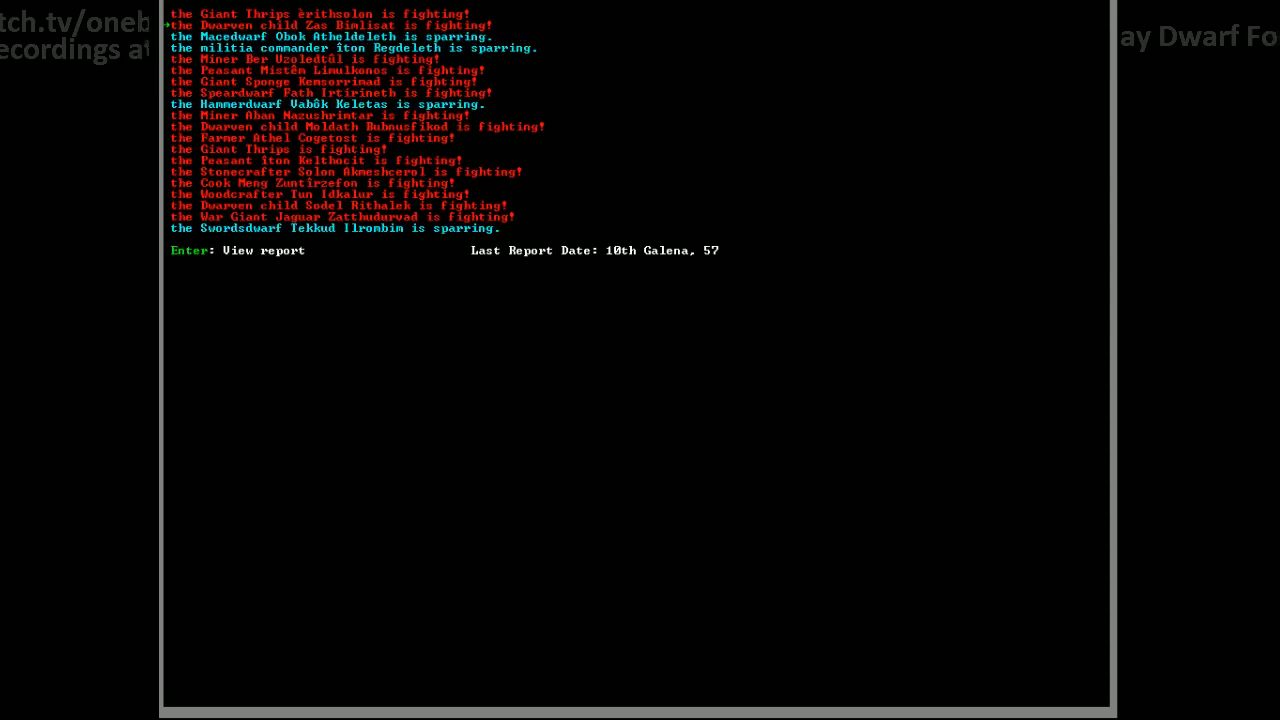 tch.tv/oneb
ecordings at
ay Dwarf Fo
the Giant Thrips èrithsolon is fighting!
the Dwarven child Zas Bimlisat is fighting!
the Macedwarf Obok Atheldeleth is sparring.
the militia commander îton Regdeleth is sparring.
the Miner Ber Uzoledtûl is fighting!
the Peasant Mistêm Limulkonos is fighting!
the Giant Sponge Kemsorrimad is fighting!
the Speardwarf Fath Irtirineth is fighting!
the Hammerdwarf Vabôk Keletas is sparring.
the Miner Aban Nazushrimtar is fighting!
the Dwarven child Moldath Bubnusfikod is fighting!
the Farmer Athel Cogetost is fighting!
the Giant Thrips is fighting!
the Peasant îton Kelthocit is fighting!
the Stonecrafter Solon Akmeshcerol is fighting!
the Cook Meng Zuntîrzefon is fighting!
the Woodcrafter Tun Idkalur is fighting!
the Dwarven child Sodel Rithalek is fighting!
the War Giant Jaguar Zatthudurvad is fighting!
the Swordsdwarf Tekkud Ilrombim is sparring.
Enter: View report Last Report Date: 10th Galena, 57